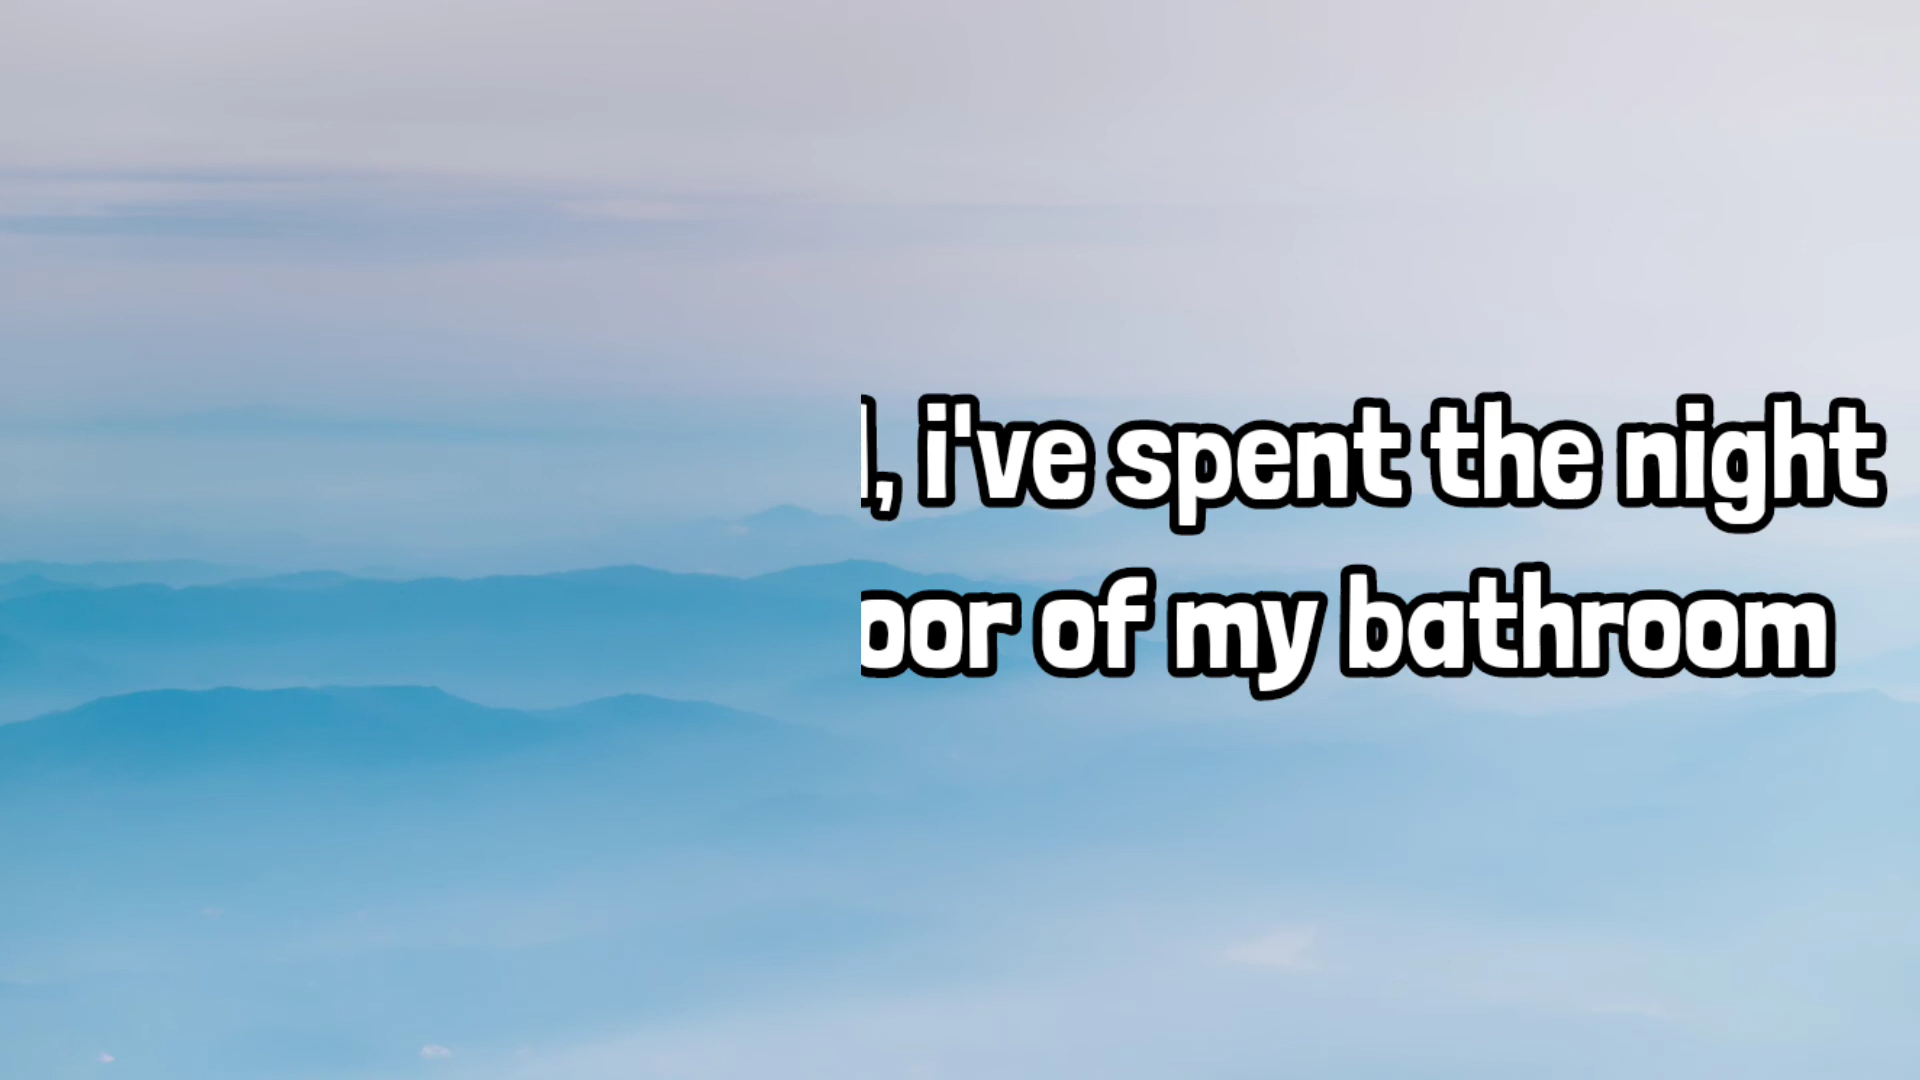 , i've spent the night
oor of my bathroom